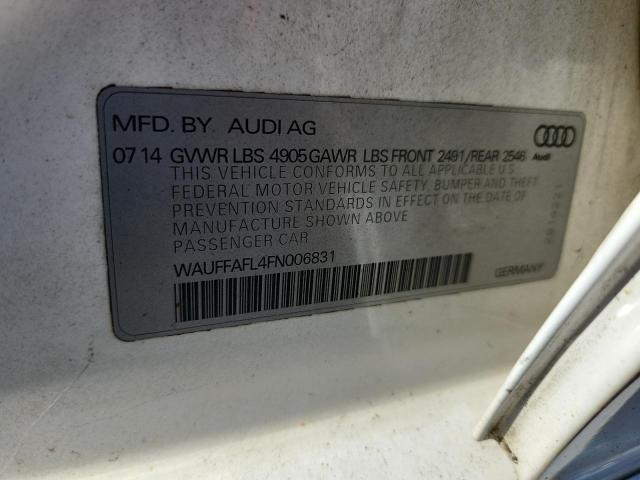 MFD. BY AUDI AG
07 14 GVWR LBS 4905 GAWR LBS FRONT 2491/REAR 2546
Audi
THIS VEHICLE CONFORMS TO ALL APPLICABLE U.S.
FEDERAL MOTOR VEHICLE SAFETY, BUMPER AND THEFT
PREVENTION STANDARDS IN EFFECT ON THE DATE OF
MANUFACTURE SHOWN ABOVE
PASSENGER CAR
WAUFFAFL4FN006831
GERMANY